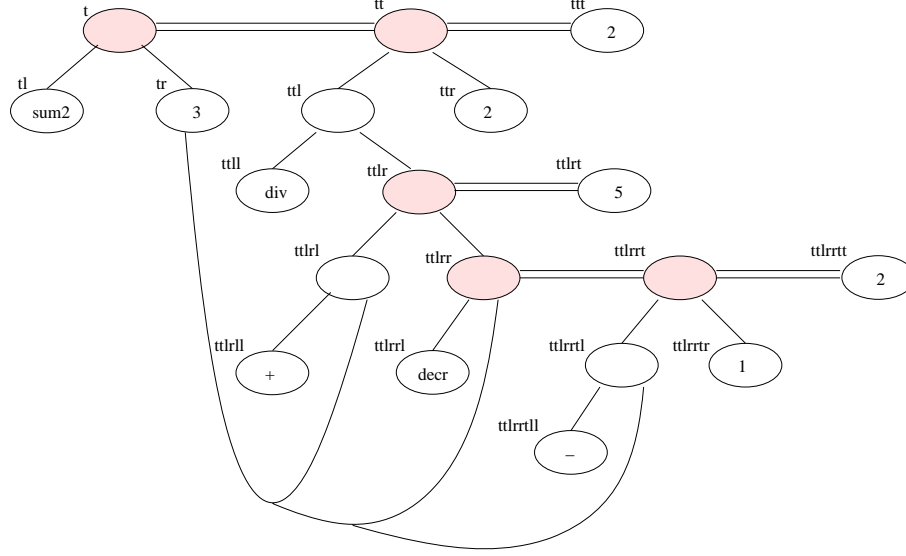 t
tt
ttt
2
tl
sum2
tr
3
ttl
ttr
2
ttll
div
ttlr
ttlrt
5
ttlrl
ttlrr
ttlrrt
ttlrrtt
2
ttlrll
+
ttlrrl
decr
ttlrrtl
ttlrrtr
1
ttlrrtll
−